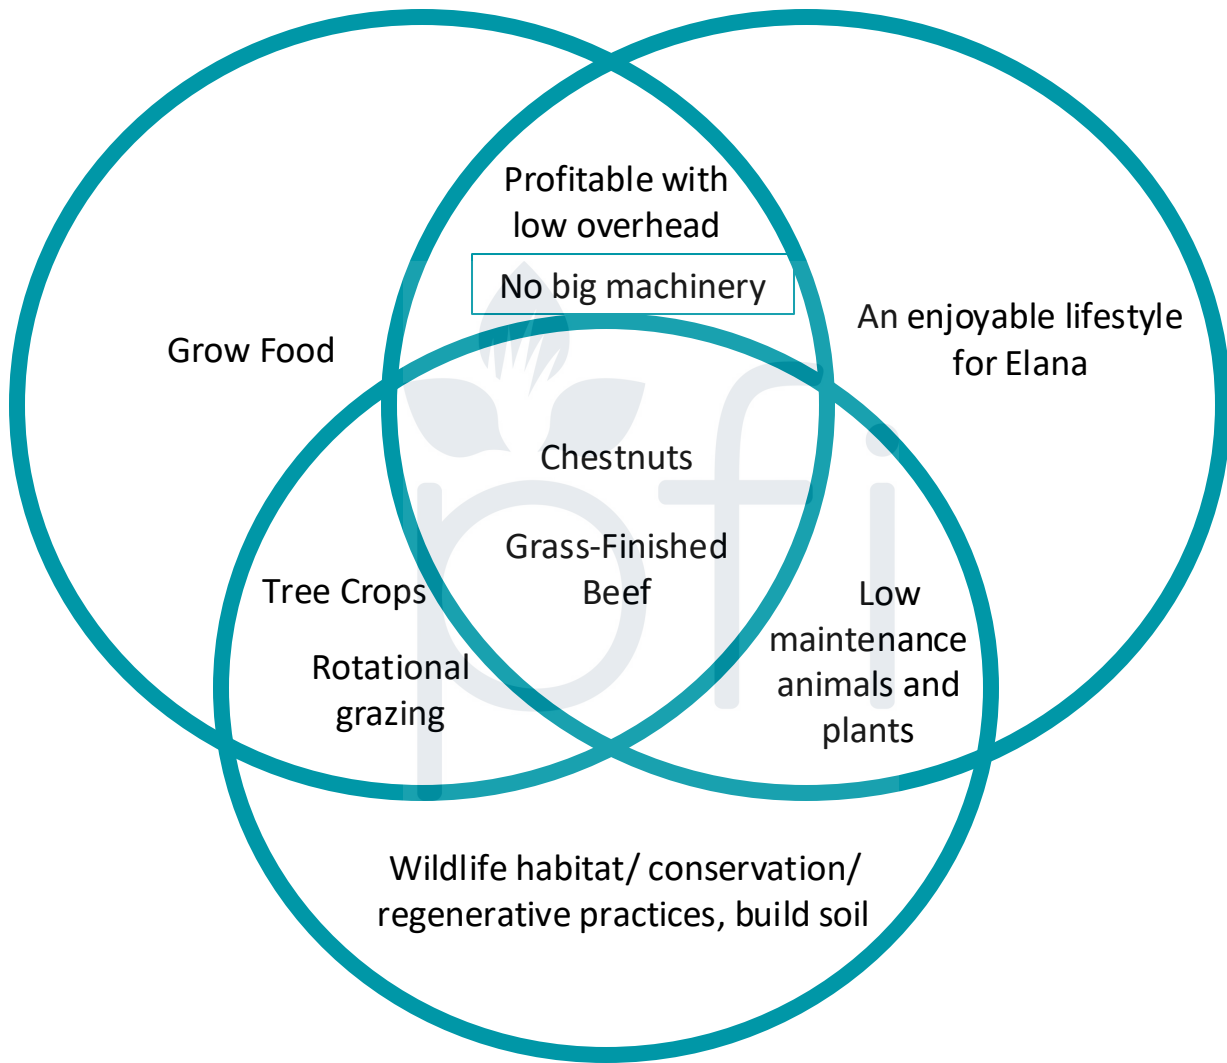 Profitable with
low overhead
No big machinery
Grow Food
An enjoyable lifestyle
for Elana
Chestnuts
Grass-Finished
Beef
Tree Crops
Rotational
grazing
Low
maintenance
animals and
plants
Wildlife habitat/ conservation/
regenerative practices, build soil
pfi